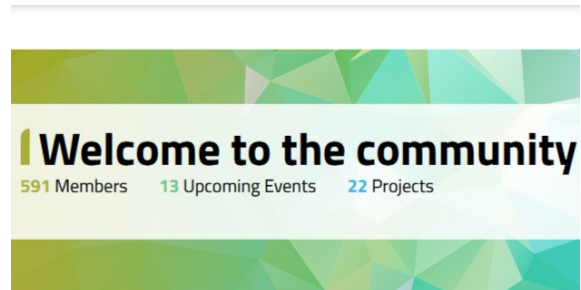 Welcome to the community
591 Members 13 Upcoming Events 22 Projects